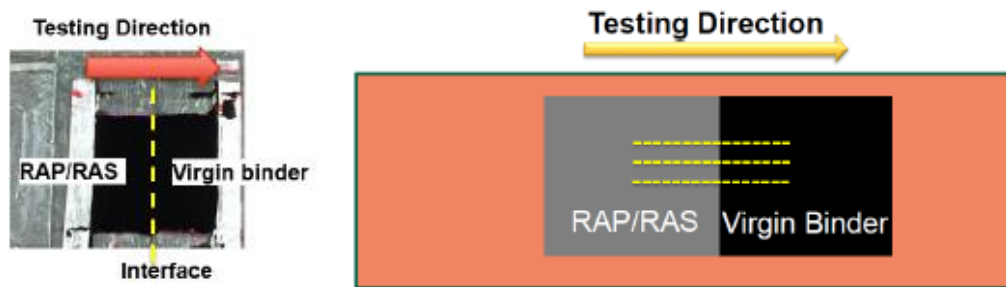 Testing Direction
RAP/RAS Virgin binder
Interface
Testing Direction
RAP/RAS Virgin Binder